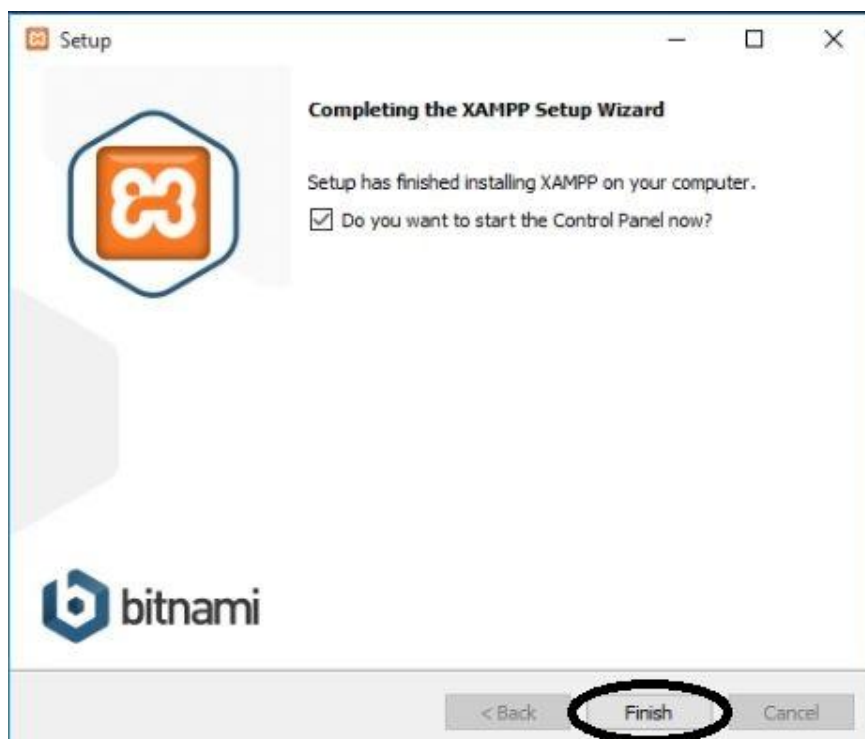 Setup
Completing the XAMPP Setup Wizard
Setup has finished installing XAMPP on your computer.
Do you want to start the Control Panel now?
bitnami
< Back Finish Cancel